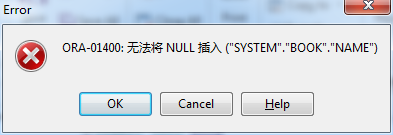 Error
ORA-01400: 无法将 NULL 插入 ("SYSTEM"."BOOK"."NAME")
OK
Cancel
Help